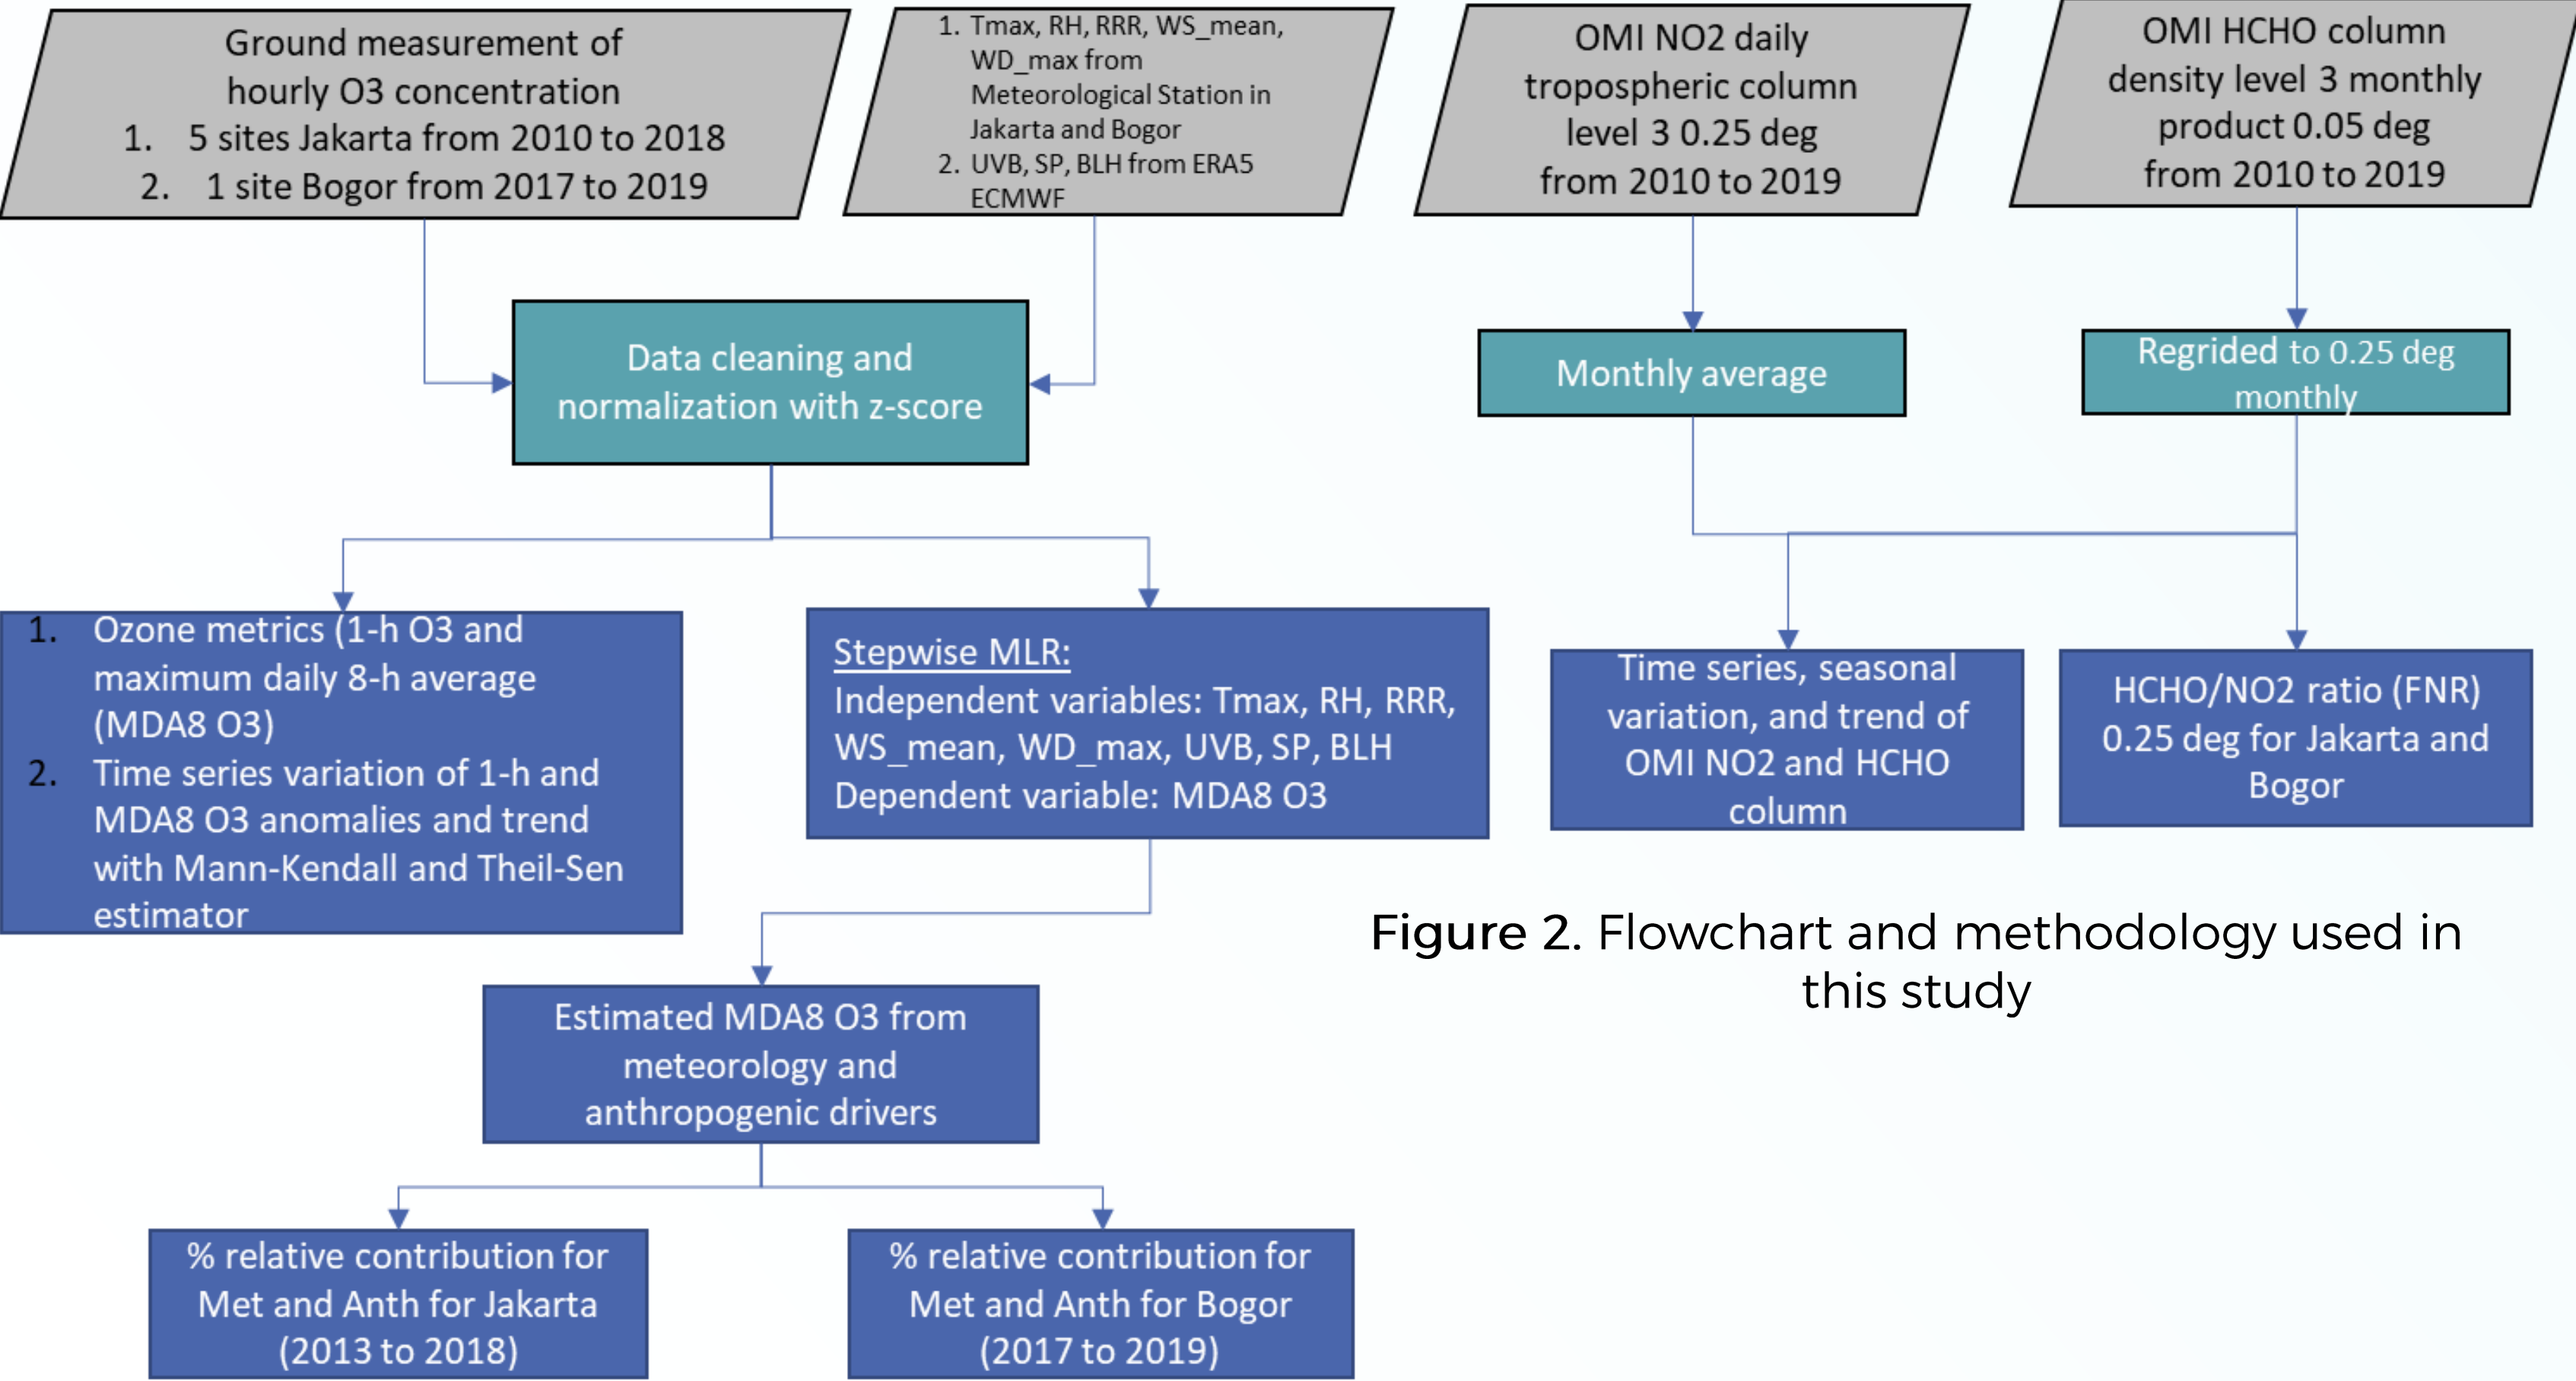 Ground measurement of
hourly O3 concentration
1. 5 sites Jakarta from 2010 to 2018
2. 1 site Bogor from 2017 to 2019
1. Tmax, RH, RRR, WS_mean,
WD_max from
Meteorological Station in
Jakarta and Bogor
2. UVB, SP, BLH from ERA5
ECMWF
OMI NO2 daily
tropospheric column
level 3 0.25 deg
from 2010 to 2019
OMI HCHO column
density level 3 monthly
product 0.05 deg
from 2010 to 2019
Data cleaning and
normalization with z-score
Monthly average
Regrided to 0.25 deg
monthly
1. Ozone metrics (1-h O3 and
maximum daily 8-h average
(MDA8 O3)
2. Time series variation of 1-h and
MDA8 O3 anomalies and trend
with Mann-Kendall and Theil-Sen
estimator
Stepwise MLR:
Independent variables: Tmax, RH, RRR,
WS_mean, WD_max, UVB, SP, BLH
Dependent variable: MDA8 O3
Time series, seasonal
variation, and trend of
OMI NO2 and HCHO
column
HCHO/NO2 ratio (FNR)
0.25 deg for Jakarta and
Bogor
Figure 2. Flowchart and methodology used in
this study
Estimated MDA8 O3 from
meteorology and
anthropogenic drivers
% relative contribution for
Met and Anth for Jakarta
(2013 to 2018)
% relative contribution for
Met and Anth for Bogor
(2017 to 2019)